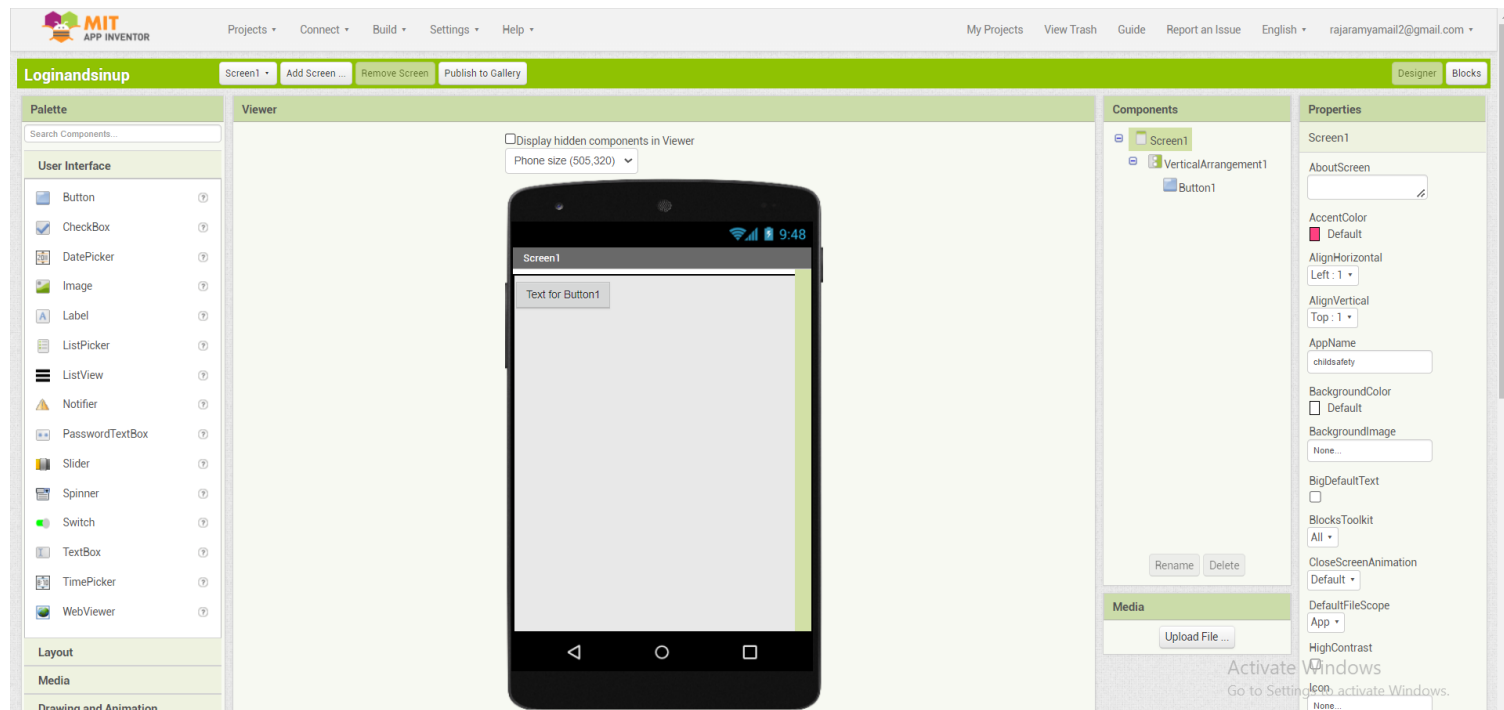 MIT
APP INVENTOR
Projects Connect Build Settings Help My Projects View Trash Guide Report an Issue English rajaramyamail2@gmail.com
Loginandsinup Screen1 Add Screen ... Remove Screen Publish to Gallery Designer Blocks
Palette
Search Components...
User Interface
Button
CheckBox
DatePicker
Image
Label
ListPicker
ListView
Notifier
PasswordTextBox
Slider
Spinner
Switch
TextBox
TimePicker
WebViewer
Layout
Media
Drawing and Animation
Viewer
Display hidden components in Viewer
Phone size (505,320)
9:48
Screen1
Text for Button1
Components
Screen1
VerticalArrangement1
Button1
Rename Delete
Media
Upload File ...
Properties
Screen1
AboutScreen
AccentColor
Default
AlignHorizontal
Left : 1
AlignVertical
Top : 1
AppName
childsafety
BackgroundColor
Default
BackgroundImage
None...
BigDefaultText
BlocksToolkit
All
CloseScreenAnimation
Default
DefaultFileScope
App
HighContrast
Icon
None...
Activate Windows
Go to Settings to activate Windows.